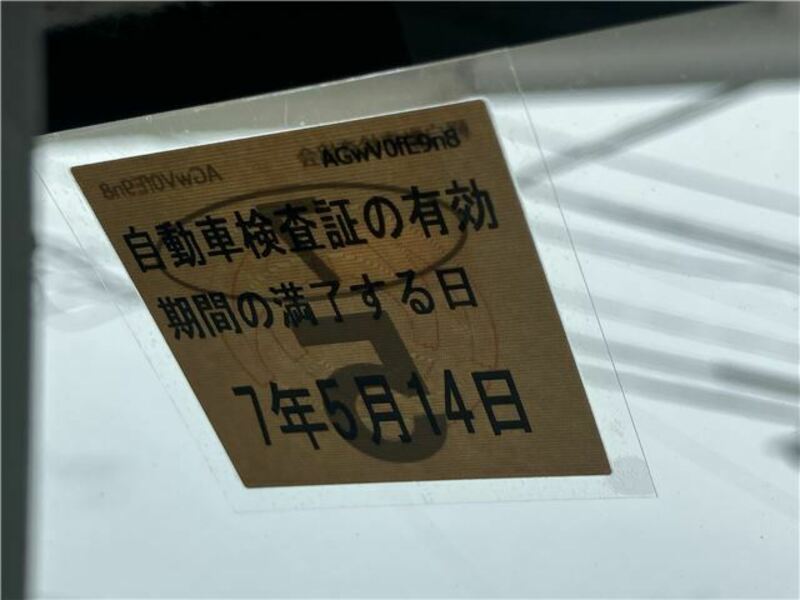 AGwV0fE9n8
自動車検査証の有効
期間の満了する日
7年5月14日